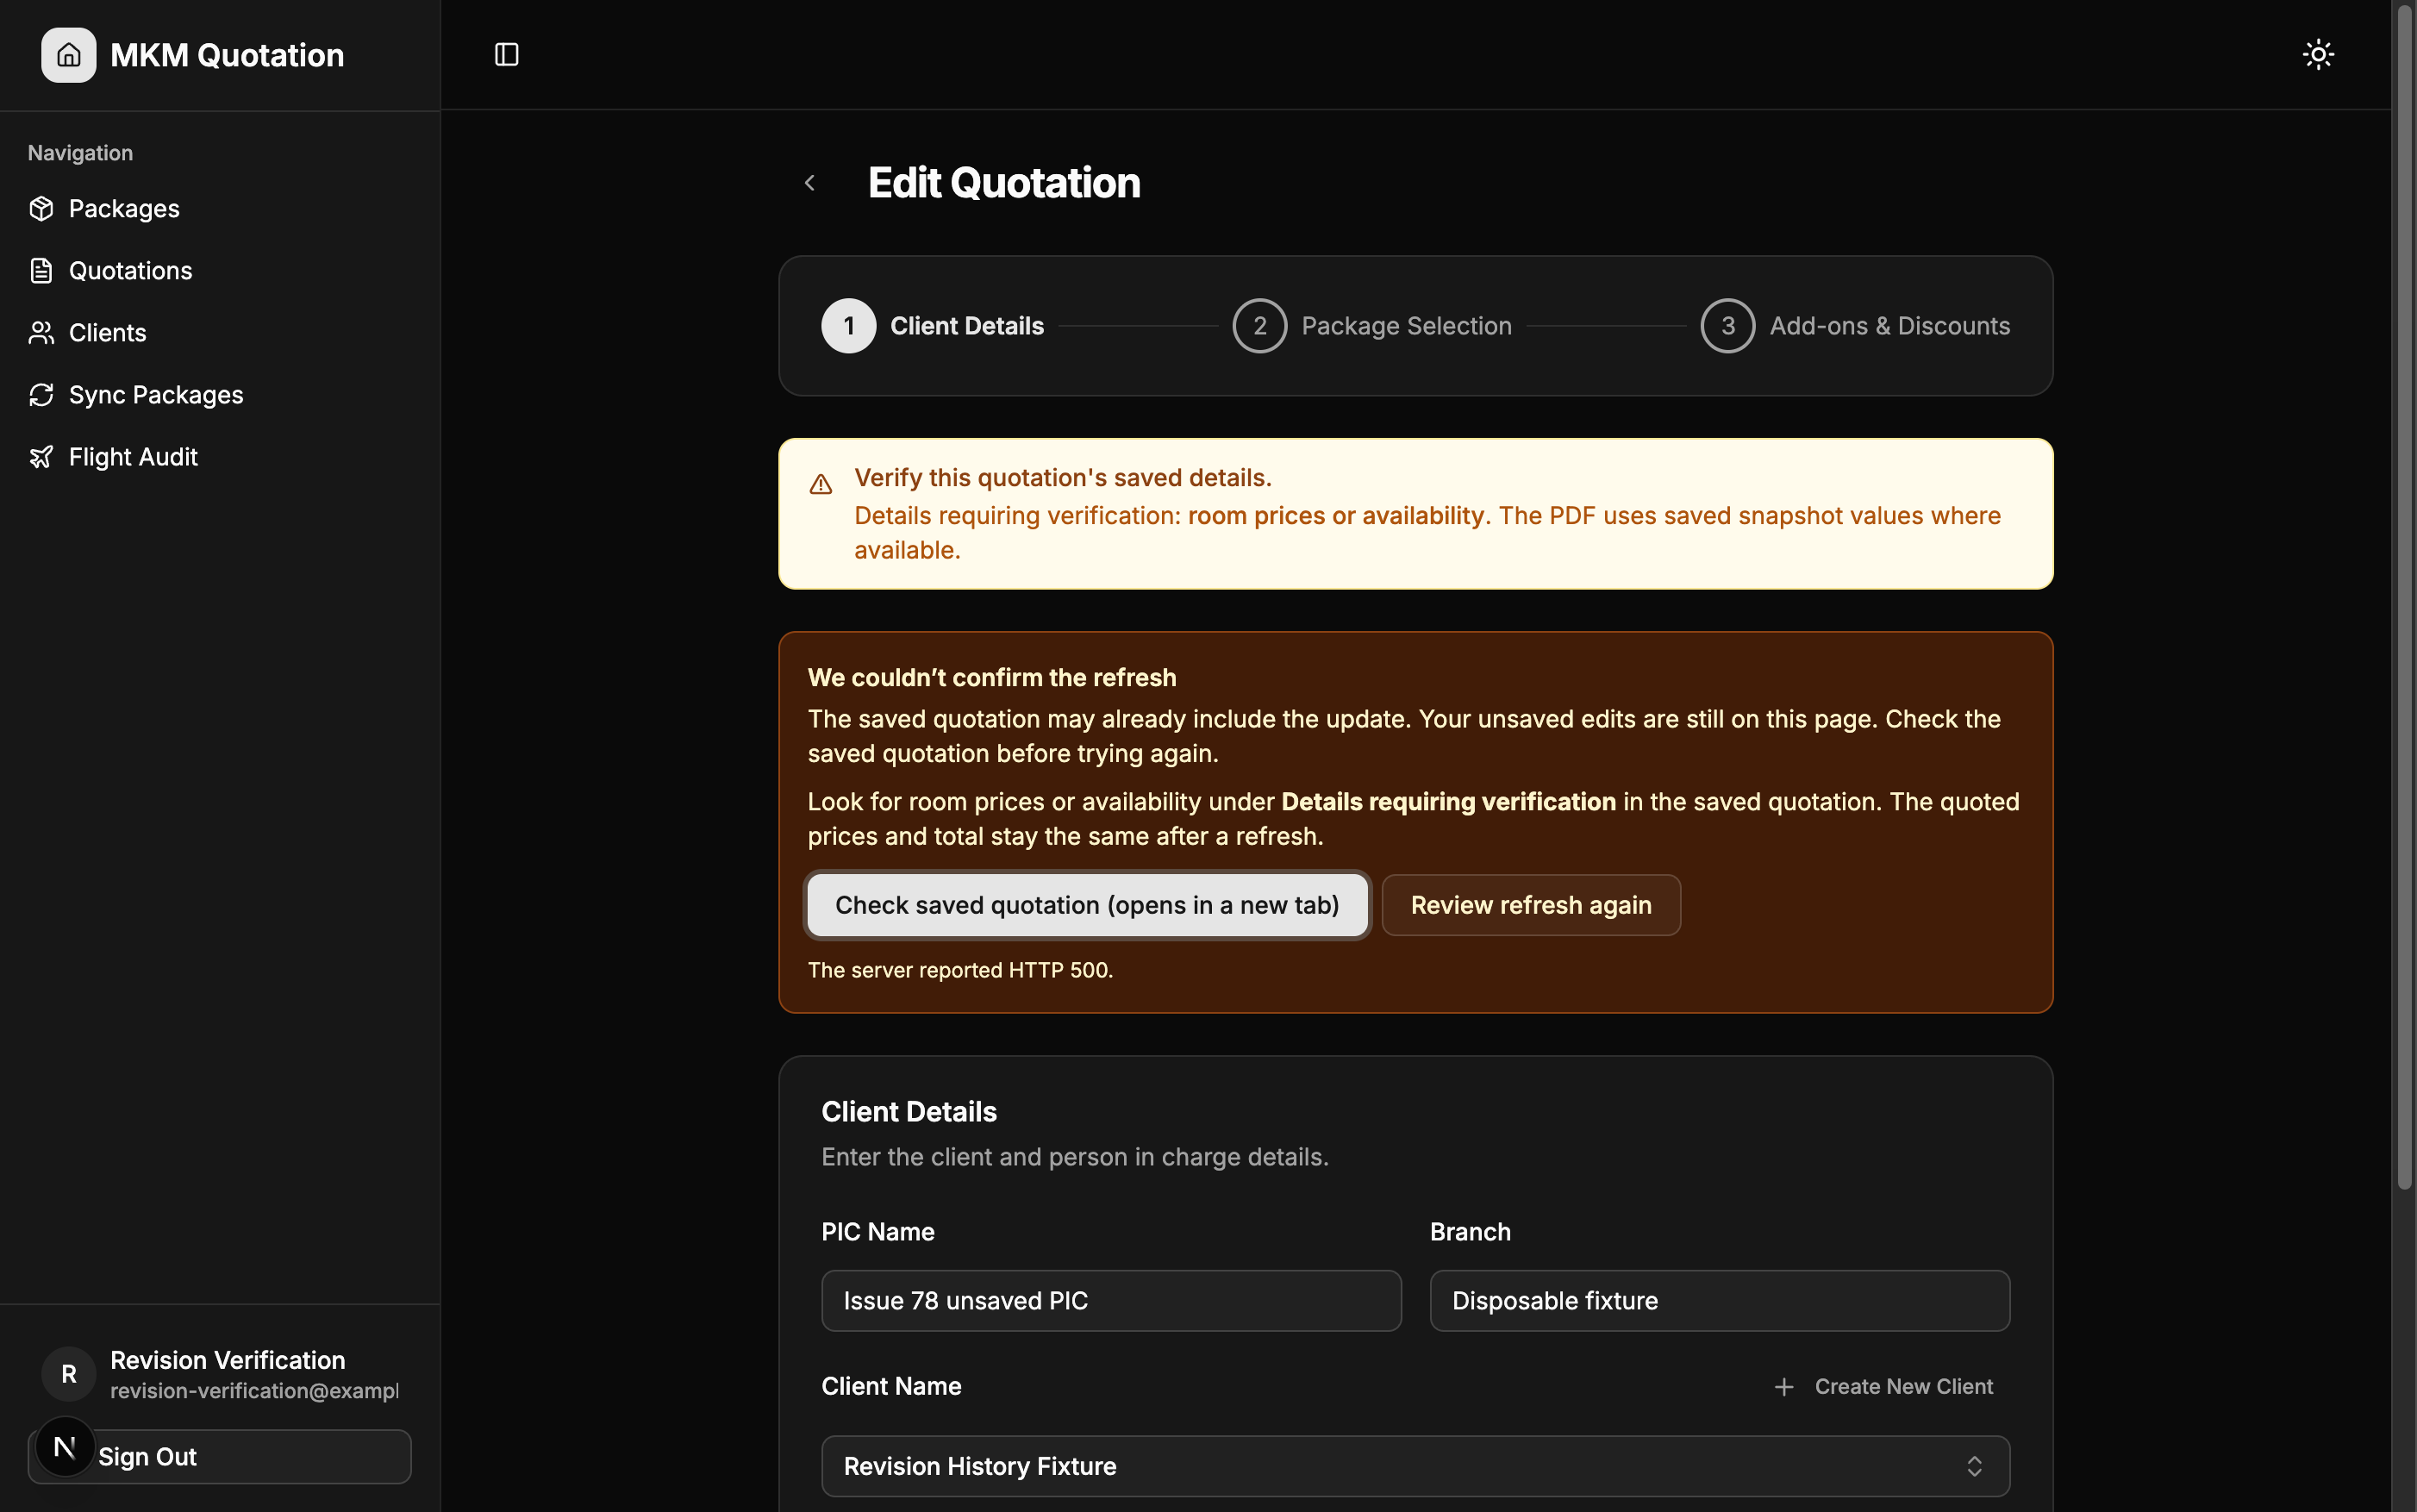 MKM Quotation
Navigation
Packages
Quotations
Clients
Sync Packages
Flight Audit
Edit Quotation
1 Client Details
2 Package Selection
3 Add-ons & Discounts
Verify this quotation's saved details.
Details requiring verification: room prices or availability. The PDF uses saved snapshot values where
available.
We couldn’t confirm the refresh
The saved quotation may already include the update. Your unsaved edits are still on this page. Check the
saved quotation before trying again.
Look for room prices or availability under Details requiring verification in the saved quotation. The quoted
prices and total stay the same after a refresh.
Check saved quotation (opens in a new tab)
Review refresh again
The server reported HTTP 500.
Client Details
Enter the client and person in charge details.
PIC Name
Branch
Issue 78 unsaved PIC
Disposable fixture
Client Name
Create New Client
Revision History Fixture
R
Revision Verification
revision-verification@exampl
N
Sign Out